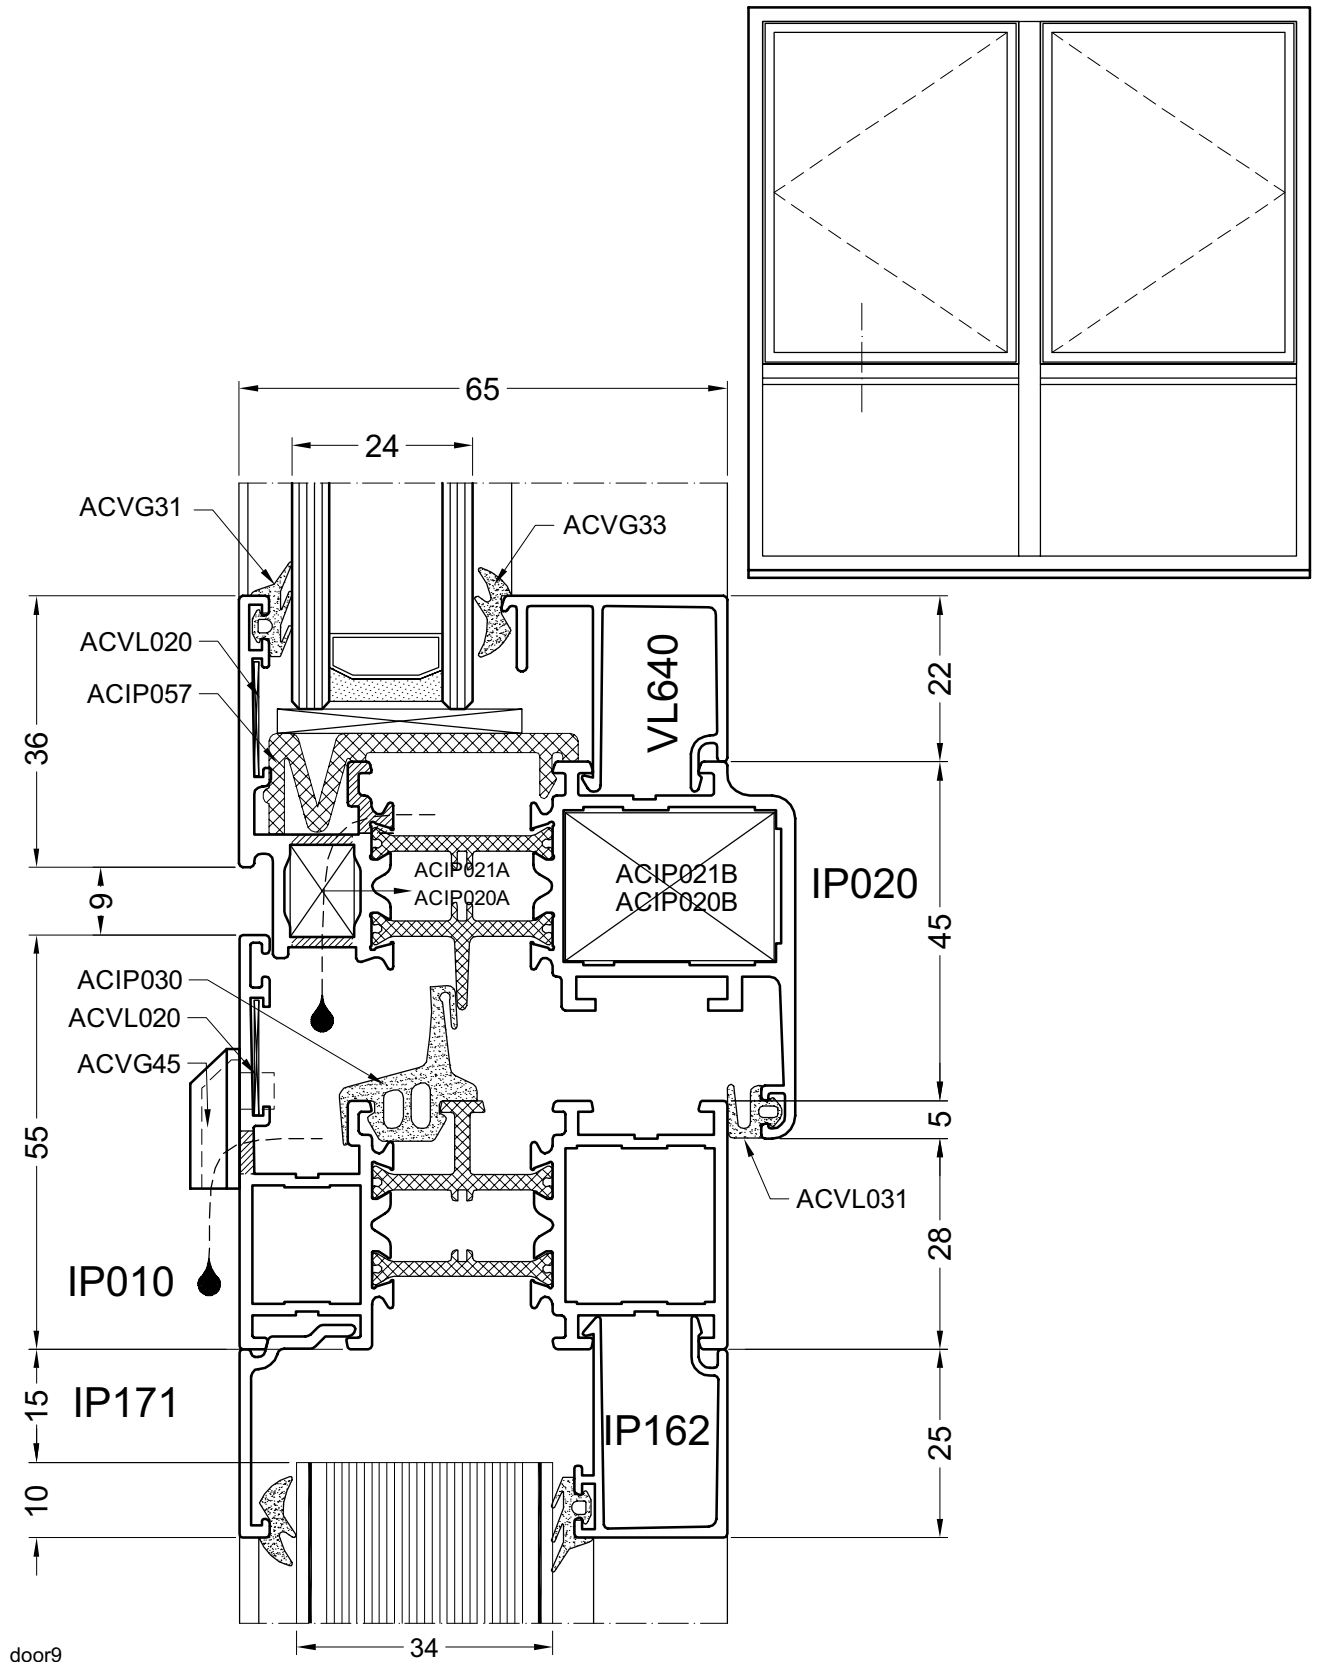 65
24
ACVG31
ACVG33
ACVL020
ACIP057
VL640
22
36
ACIP021A
ACIP020A
ACIP021B
ACIP020B
IP020
9
45
ACIP030
ACVL020
ACVG45
5
55
ACVL031
28
IP010
15
IP171
IP162
25
10
34
door9